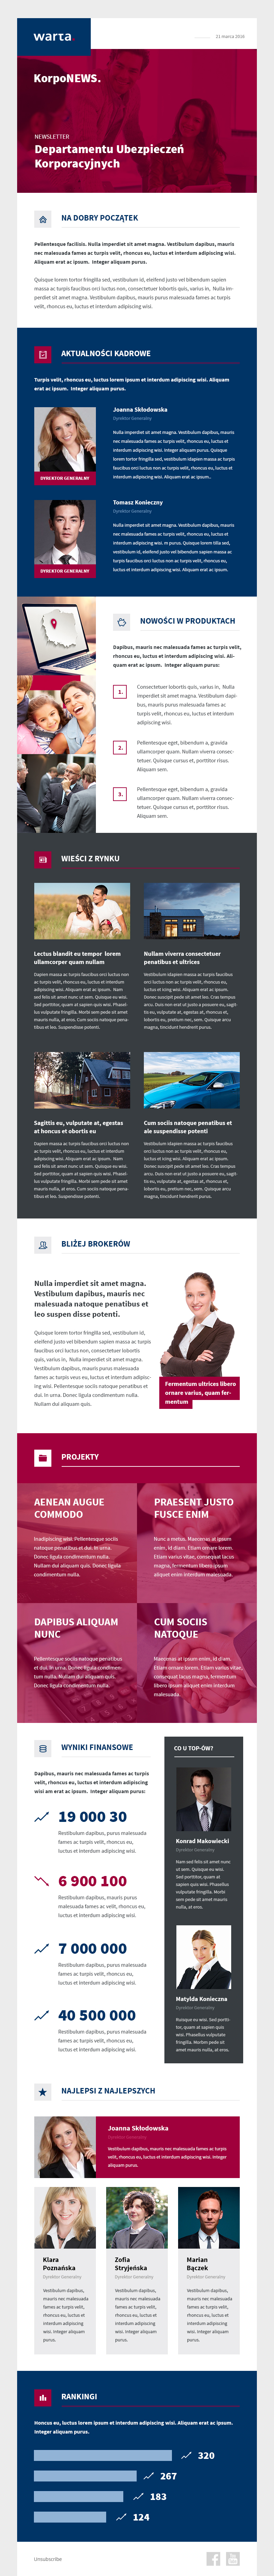 warta.
21 marca 2016
KorpoNEWS.
NEWSLETTER
Departamentu Ubezpieczeń
Korporacyjnych
NA DOBRY POCZĄTEK
Pellentesque facilisis. Nulla imperdiet sit amet magna. Vestibulum dapibus, mauris
nec malesuada fames ac turpis velit, rhoncus eu, luctus et interdum adipiscing wisi.
Aliquam erat ac ipsum. Integer aliquam purus.
Quisque lorem tortor fringilla sed, vestibulum id, eleifend justo vel bibendum sapien
massa ac turpis faucibus orci luctus non, consectetuer lobortis quis, varius in, Nulla im-
perdiet sit amet magna. Vestibulum dapibus, mauris purus malesuada fames ac turpis
velit, rhoncus eu, luctus et interdum adipiscing wisi.
AKTUALNOŚCI KADROWE
Turpis velit, rhoncus eu, luctus lorem ipsum et interdum adipiscing wisi. Aliquam
erat ac ipsum. Integer aliquam purus.
Joanna Skłodowska
Dyrektor Generalny
Nulla imperdiet sit amet magna. Vestibulum dapibus, mauris
nec malesuada fames ac turpis velit, rhoncus eu, luctus et
interdum adipiscing wisi. Integer aliquam purus. Quisque
lorem tortor fringilla sed, vestibulum idapien massa ac turpis
faucibus orci luctus non ac turpis velit, rhoncus eu, luctus et
interdum adipiscing wisi. Aliquam erat ac ipsum..
DYREKTOR GENERALNY
Tomasz Konieczny
Dyrektor Generalny
Nulla imperdiet sit amet magna. Vestibulum dapibus, mauris
nec malesuada fames ac turpis velit, rhoncus eu, luctus et
interdum adipiscing wisi. m purus. Quisque lorem tilla sed,
vestibulum id, eleifend justo vel bibendum sapien massa ac
turpis faucibus orci luctus non ac turpis velit, rhoncus eu,
luctus et interdum adipiscing wisi. Aliquam erat ac ipsum.
DYREKTOR GENERALNY
NOWOŚCI W PRODUKTACH
Dapibus, mauris nec malesuada fames ac turpis velit,
rhoncus eu, luctus et interdum adipiscing wisi. Ali-
quam erat ac ipsum. Integer aliquam purus:
1.
Consectetuer lobortis quis, varius in, Nulla
imperdiet sit amet magna. Vestibulum dapi-
bus, mauris purus malesuada fames ac
turpis velit, rhoncus eu, luctus et interdum
adipiscing wisi.
2.
Pellentesque eget, bibendum a, gravida
ullamcorper quam. Nullam viverra consec-
tetuer. Quisque cursus et, porttitor risus.
Aliquam sem.
3.
Pellentesque eget, bibendum a, gravida
ullamcorper quam. Nullam viverra consec-
tetuer. Quisque cursus et, porttitor risus.
Aliquam sem.
WIEŚCI Z RYNKU
Lectus blandit eu tempor lorem
ullamcorper quam nullam
Dapien massa ac turpis faucibus orci luctus non
ac turpis velit, rhoncus eu, luctus et interdum
adipiscing wisi. Aliquam erat ac ipsum. Nam
sed felis sit amet nunc ut sem. Quisque eu wisi.
Sed porttitor, quam at sapien quis wisi. Phasel-
lus vulputate fringilla. Morbi sem pede sit amet
mauris nulla, at eros. Cum sociis natoque pena-
tibus et leo. Suspendisse potenti.
Nullam viverra consectetuer
penatibus et ultrices
Vestibulum idapien massa ac turpis faucibus
orci luctus non ac turpis velit, rhoncus eu,
luctus et icing wisi. Aliquam erat ac ipsum.
Donec suscipit pede sit amet leo. Cras tempus
arcu. Duis non erat ut justo a posuere eu, sagit-
tis eu, vulputate at, egestas at, rhoncus et,
lobortis eu, pretium nec, sem. Quisque arcu
magna, tincidunt hendrerit purus.
Sagittis eu, vulputate at, egestas
at honcus et obortis eu
Dapien massa ac turpis faucibus orci luctus non
ac turpis velit, rhoncus eu, luctus et interdum
adipiscing wisi. Aliquam erat ac ipsum. Nam
sed felis sit amet nunc ut sem. Quisque eu wisi.
Sed porttitor, quam at sapien quis wisi. Phasel-
lus vulputate fringilla. Morbi sem pede sit amet
mauris nulla, at eros. Cum sociis natoque pena-
tibus et leo. Suspendisse potenti.
Cum sociis natoque penatibus et
ale suspendisse potenti
Vestibulum idapien massa ac turpis faucibus
orci luctus non ac turpis velit, rhoncus eu,
luctus et icing wisi. Aliquam erat ac ipsum.
Donec suscipit pede sit amet leo. Cras tempus
arcu. Duis non erat ut justo a posuere eu, sagit-
tis eu, vulputate at, egestas at, rhoncus et,
lobortis eu, pretium nec, sem. Quisque arcu
magna, tincidunt hendrerit purus.
BLIŻEJ BROKERÓW
Nulla imperdiet sit amet magna.
Vestibulum dapibus, mauris nec
malesuada natoque penatibus et
leo suspen disse potenti.
Quisque lorem tortor fringilla sed, vestibulum id,
eleifend justo vel bibendum sapien massa ac turpis
faucibus orci luctus non, consectetuer lobortis
quis, varius in, Nulla imperdiet sit amet magna.
Vestibulum dapibus, mauris purus malesuada
fames ac turpis veus eu, luctus et interdum adipisc-
ing wisi. Pellentesque sociis natoque penatibus et
dui. In urna. Donec ligula condimentum nulla.
Nullam dui aliquam quis.
Fermentum ultrices libero
ornare varius, quam fer-
mentum
PROJEKTY
AENEAN AUGUE
COMMODO
Inadipiscing wisi. Pellentesque sociis
natoque penatibus et dui. In urna.
Donec ligula condimentum nulla.
Nullam dui aliquam quis. Donec ligula
condimentum nulla.
PRAESENT JUSTO
FUSCE ENIM
Nunc a metus. Maecenas at ipsum
enim, id diam. Etiam ornare lorem.
Etiam varius vitae, consequat lacus
magna, fermentum libero ipsum
aliquet enim interdum malesuada.
DAPIBUS ALIQUAM
NUNC
Pellentesque sociis natoque penatibus
et dui. In urna. Donec ligula condimen-
tum nulla. Nullam dui aliquam quis.
Donec ligula condimentum nulla.
CUM SOCIIS
NATOQUE
Maecenas at ipsum enim, id diam.
Etiam ornare lorem. Etiam varius vitae,
consequat lacus magna, fermentum
libero ipsum aliquet enim interdum
malesuada.
WYNIKI FINANSOWE
Dapibus, mauris nec malesuada fames ac turpis
velit, rhoncus eu, luctus et interdum adipiscing
wisi am erat ac ipsum. Integer aliquam purus:
19 000 30
Restibulum dapibus, purus malesuada
fames ac turpis velit, rhoncus eu,
luctus et interdum adipiscing wisi.
6 900 100
Restibulum dapibus, mauris purus
malesuada fames ac turpis velit, rhoncus eu,
luctus et interdum adipiscing wisi.
7 000 000
Restibulum dapibus, purus malesuada
fames ac turpis velit, rhoncus eu,
luctus et interdum adipiscing wisi.
40 500 000
Restibulum dapibus, purus malesuada
fames ac turpis velit, rhoncus eu,
luctus et interdum adipiscing wisi.
CO U TOP-ÓW?
Konrad Makowiecki
Dyrektor Generalny
Nam sed felis sit amet nunc
ut sem. Quisque eu wisi.
Sed porttitor, quam at
sapien quis wisi. Phasellus
vulputate fringilla. Morbi
sem pede sit amet mauris
nulla, at eros.
Matylda Konieczna
Dyrektor Generalny
Ruisque eu wisi. Sed portti-
tor, quam at sapien quis
wisi. Phasellus vulputate
fringilla. Morbim pede sit
amet mauris nulla, at eros.
NAJLEPSI Z NAJLEPSZYCH
Joanna Skłodowska
Dyrektor Generalny
Vestibulum dapibus, mauris nec malesuada fames ac turpis
velit, rhoncus eu, luctus et interdum adipiscing wisi. Integer
aliquam purus.
Klara
Poznańska
Dyrektor Generalny
Vestibulum dapibus,
mauris nec malesuada
fames ac turpis velit,
rhoncus eu, luctus et
interdum adipiscing
wisi. Integer aliquam
purus.
Zofia
Stryjeńska
Dyrektor Generalny
Vestibulum dapibus,
mauris nec malesuada
fames ac turpis velit,
rhoncus eu, luctus et
interdum adipiscing
wisi. Integer aliquam
purus.
Marian
Bączek
Dyrektor Generalny
Vestibulum dapibus,
mauris nec malesuada
fames ac turpis velit,
rhoncus eu, luctus et
interdum adipiscing
wisi. Integer aliquam
purus.
RANKINGI
Honcus eu, luctus lorem ipsum et interdum adipiscing wisi. Aliquam erat ac ipsum.
Integer aliquam purus.
320
267
183
124
Unsubscribe